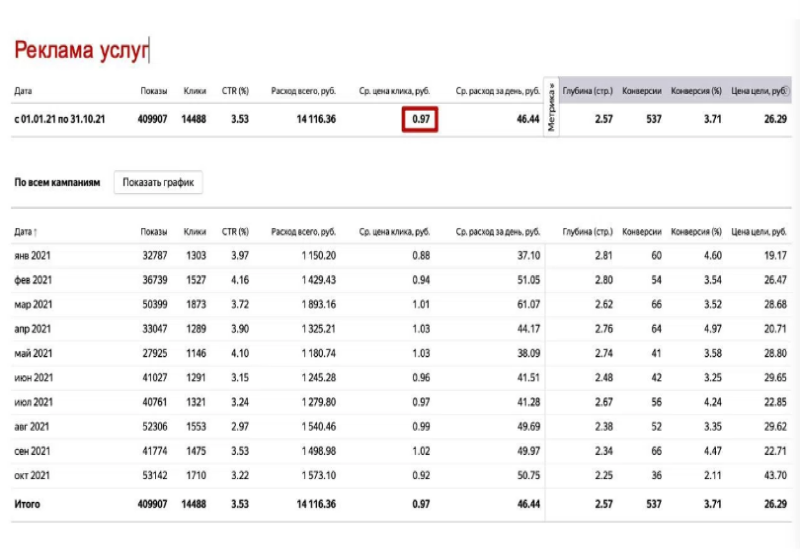 Реклама услуг
Дата Показы Клики CTR (%) Расход всего, руб. Ср. цена клика, руб. Ср. расход за день, руб. Метрика » Глубина (стр.) Конверсии Конверсия (%) Цена цели, руб.
с 01.01.21 по 31.10.21 409907 14488 3.53 14 116.36 0.97 46.44 2.57 537 3.71 26.29
По всем кампаниям Показать график
Дата ↑ Показы Клики CTR (%) Расход всего, руб. Ср. цена клика, руб. Ср. расход за день, руб. Глубина (стр.) Конверсии Конверсия (%) Цена цели, руб.
янв 2021 32787 1303 3.97 1 150.20 0.88 37.10 2.81 60 4.60 19.17
фев 2021 36739 1527 4.16 1 429.43 0.94 51.05 2.80 54 3.54 26.47
мар 2021 50399 1873 3.72 1 893.16 1.01 61.07 2.62 66 3.52 28.68
апр 2021 33047 1289 3.90 1 325.21 1.03 44.17 2.76 64 4.97 20.71
май 2021 27925 1146 4.10 1 180.74 1.03 38.09 2.74 41 3.58 28.80
июн 2021 41027 1291 3.15 1 245.28 0.96 41.51 2.48 42 3.25 29.65
июл 2021 40761 1321 3.24 1 279.80 0.97 41.28 2.67 56 4.24 22.85
авг 2021 52306 1553 2.97 1 540.46 0.99 49.69 2.38 52 3.35 29.62
сен 2021 41774 1475 3.53 1 498.98 1.02 49.97 2.34 66 4.47 22.71
окт 2021 53142 1710 3.22 1 573.10 0.92 50.75 2.25 36 2.11 43.70
Итого 409907 14488 3.53 14 116.36 0.97 46.44 2.57 537 3.71 26.29